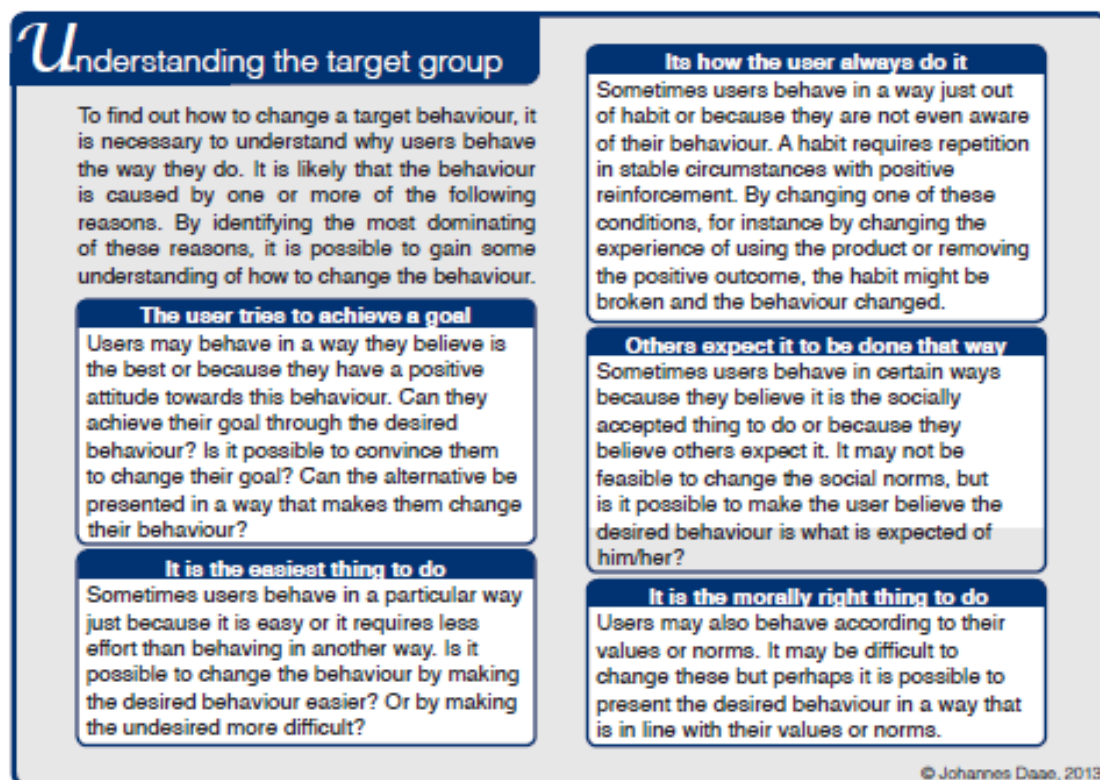 Understanding the target group
To find out how to change a target behaviour, it
is necessary to understand why users behave
the way they do. It is likely that the behaviour
is caused by one or more of the following
reasons. By identifying the most dominating
of these reasons, it is possible to gain some
understanding of how to change the behaviour.
The user tries to achieve a goal
Users may behave in a way they believe is
the best or because they have a positive
attitude towards this behaviour. Can they
achieve their goal through the desired
behaviour? Is it possible to convince them
to change their goal? Can the alternative be
presented in a way that makes them change
their behaviour?
It is the easiest thing to do
Sometimes users behave in a particular way
just because it is easy or it requires less
effort than behaving in another way. Is it
possible to change the behaviour by making
the desired behaviour easier? Or by making
the undesired more difficult?
Its how the user always do it
Sometimes users behave in a way just out
of habit or because they are not even aware
of their behaviour. A habit requires repetition
in stable circumstances with positive
reinforcement. By changing one of these
conditions, for instance by changing the
experience of using the product or removing
the positive outcome, the habit might be
broken and the behaviour changed.
Others expect it to be done that way
Sometimes users behave in certain ways
because they believe it is the socially
accepted thing to do or because they
believe others expect it. It may not be
feasible to change the social norms, but
is it possible to make the user believe the
desired behaviour is what is expected of
him/her?
It is the morally right thing to do
Users may also behave according to their
values or norms. It may be difficult to
change these but perhaps it is possible to
present the desired behaviour in a way that
is in line with their values or norms.
© Johannes Daae, 2013